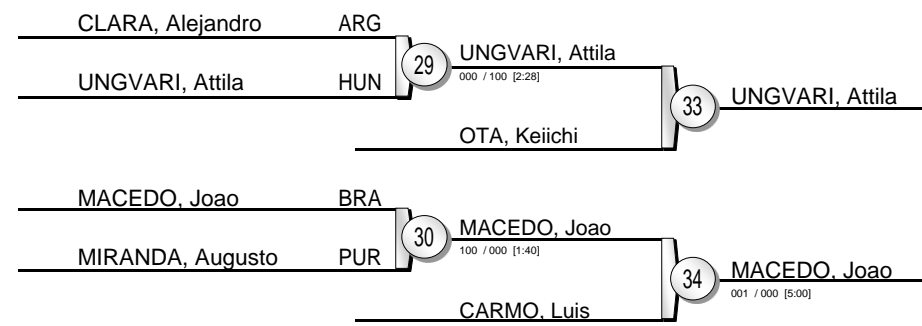 CLARA, Alejandro ARG
UNGVARI, Attila HUN
29
UNGVARI, Attila
000 / 100 [2:28]
OTA, Keiichi
33
UNGVARI, Attila
MACEDO, Joao BRA
MIRANDA, Augusto PUR
30
MACEDO, Joao
100 / 000 [1:40]
CARMO, Luis
34
MACEDO, Joao
001 / 000 [5:00]